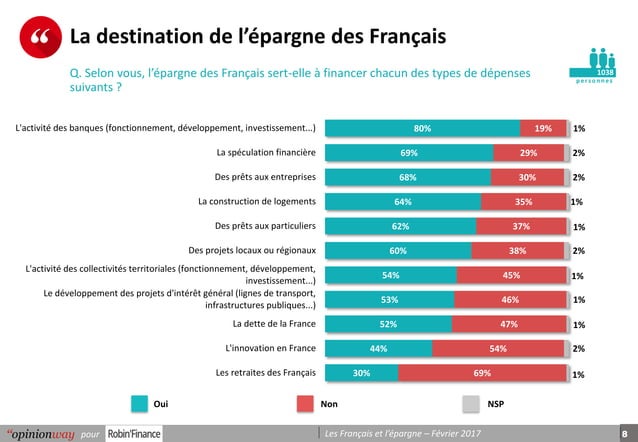 La destination de l’épargne des Français
Q. Selon vous, l’épargne des Français sert-elle à financer chacun des types de dépenses
suivants ?
1038
personnes
L'activité des banques (fonctionnement, développement, investissement...) 80% 19% 1%
La spéculation financière 69% 29% 2%
Des prêts aux entreprises 68% 30% 2%
La construction de logements 64% 35% 1%
Des prêts aux particuliers 62% 37% 1%
Des projets locaux ou régionaux 60% 38% 2%
L'activité des collectivités territoriales (fonctionnement, développement,
investissement...) 54% 45% 1%
Le développement des projets d'intérêt général (lignes de transport,
infrastructures publiques...) 53% 46% 1%
La dette de la France 52% 47% 1%
L'innovation en France 44% 54% 2%
Les retraites des Français 30% 69% 1%
Oui Non NSP
“opinionway pour Robin'Finance Les Français et l’épargne – Février 2017 8